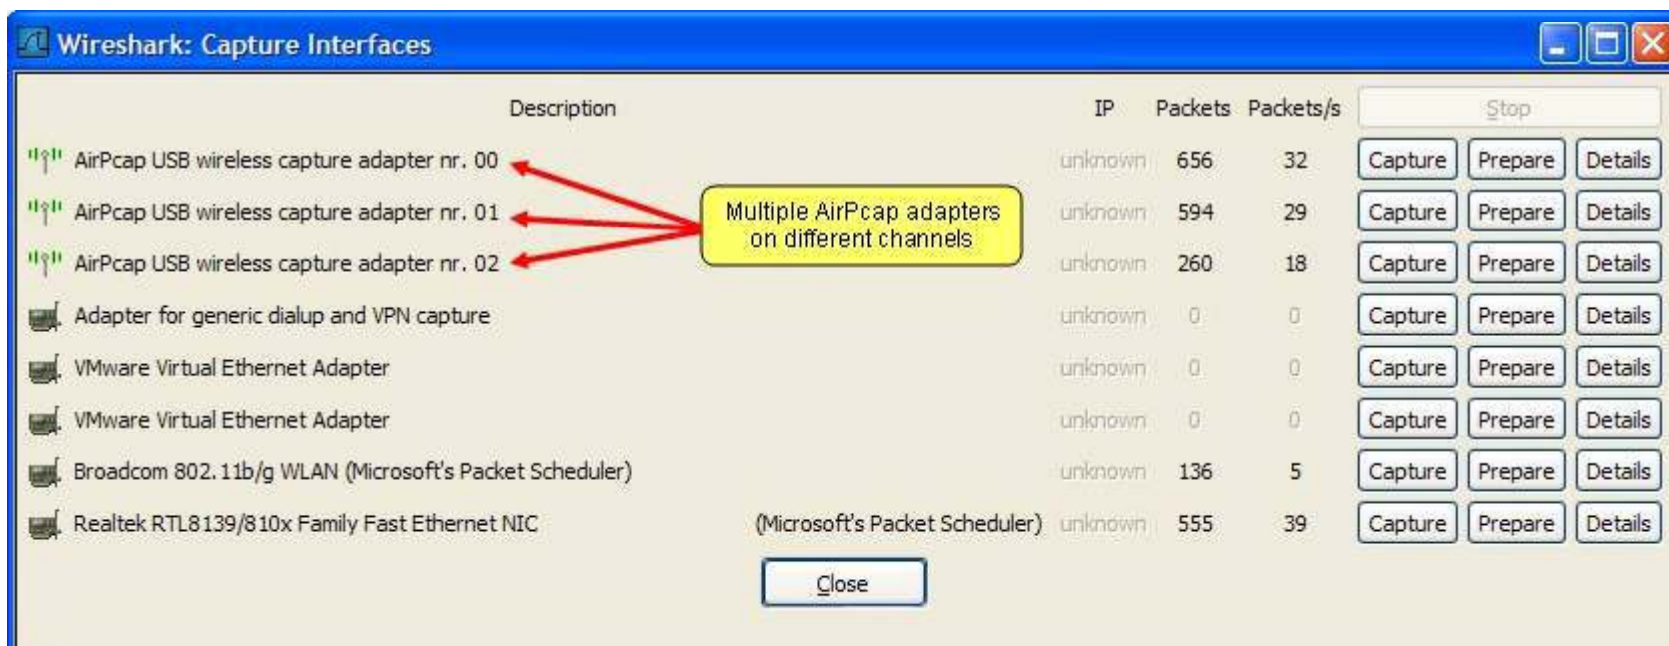 Wireshark: Capture Interfaces
Description IP Packets Packets/s Stop
AirPcap USB wireless capture adapter nr. 00 unknown 656 32 Capture Prepare Details
AirPcap USB wireless capture adapter nr. 01 unknown 594 29 Capture Prepare Details
AirPcap USB wireless capture adapter nr. 02 unknown 260 18 Capture Prepare Details
Multiple AirPcap adapters
on different channels
Adapter for generic dialup and VPN capture unknown 0 0 Capture Prepare Details
VMware Virtual Ethernet Adapter unknown 0 0 Capture Prepare Details
VMware Virtual Ethernet Adapter unknown 0 0 Capture Prepare Details
Broadcom 802.11b/g WLAN (Microsoft's Packet Scheduler) unknown 136 5 Capture Prepare Details
Realtek RTL8139/810x Family Fast Ethernet NIC (Microsoft's Packet Scheduler) unknown 555 39 Capture Prepare Details
Close